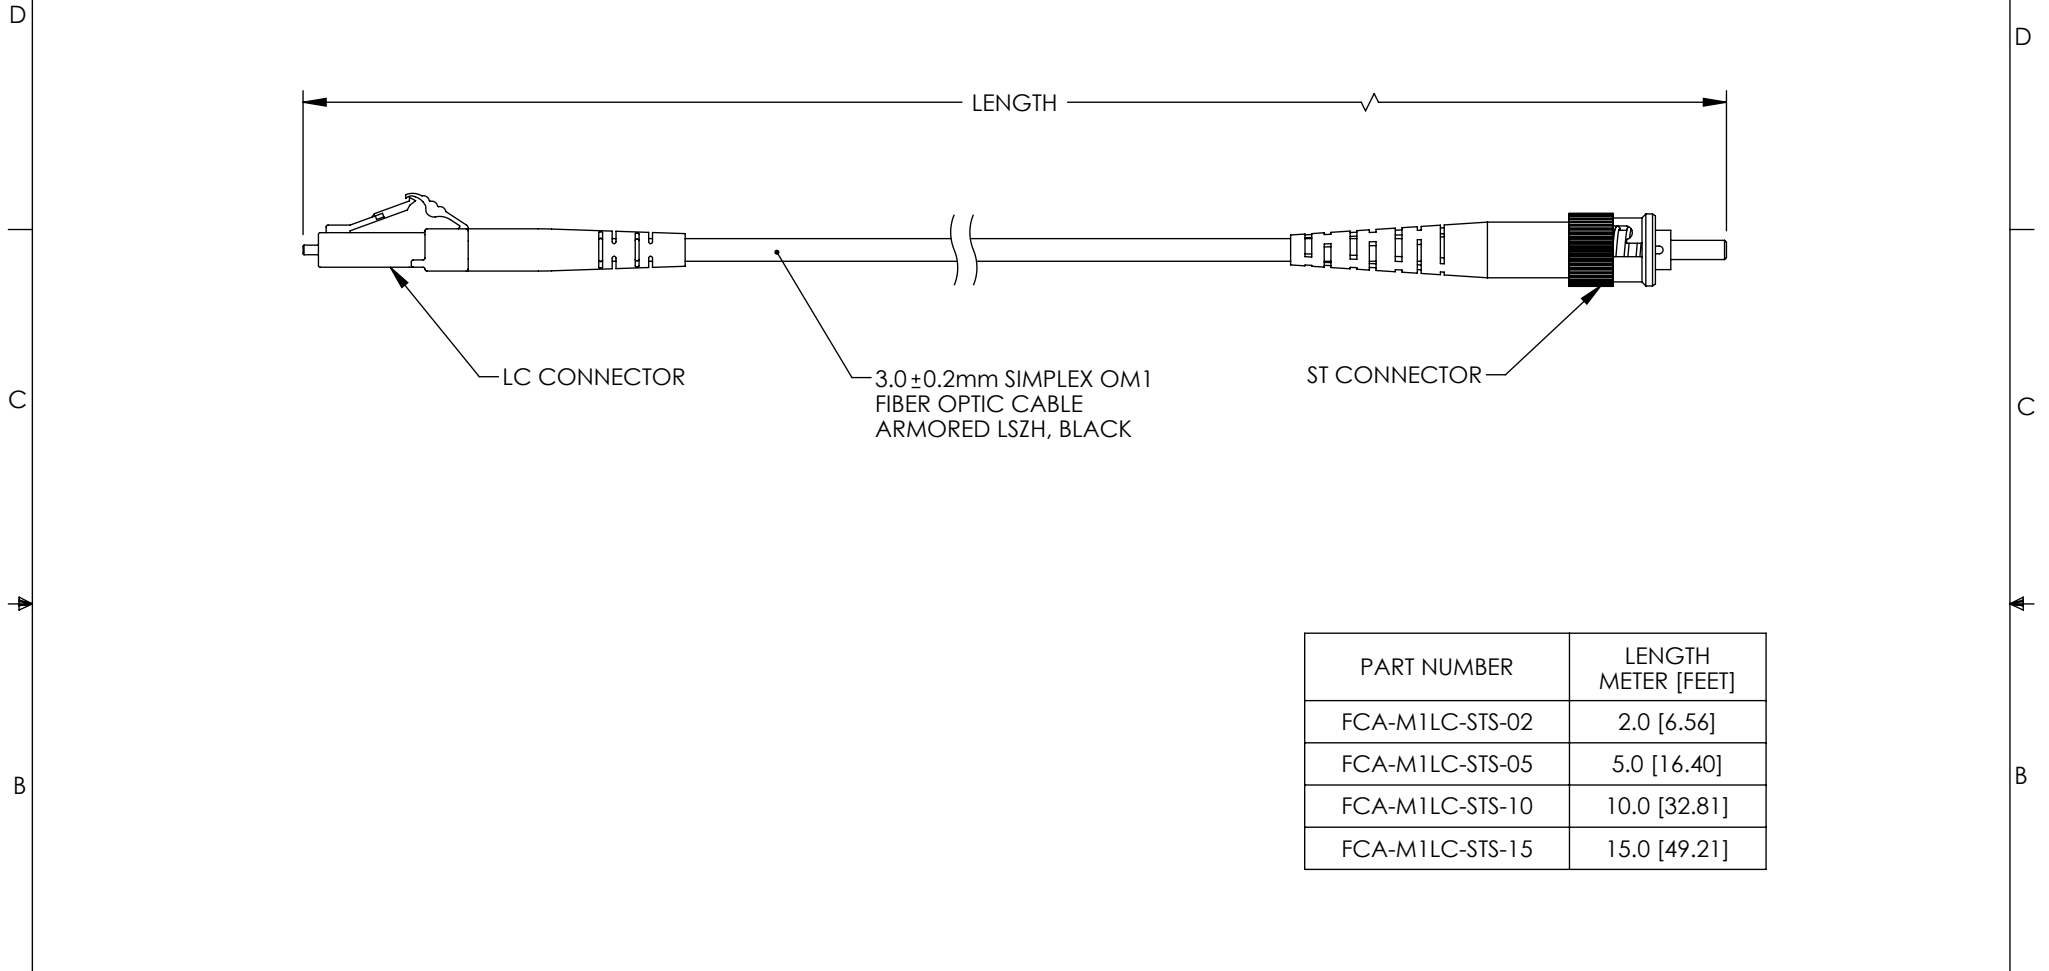 D
D
LENGTH
LC CONNECTOR
3.0±0.2mm SIMPLEX OM1
FIBER OPTIC CABLE
ARMORED LSZH, BLACK
ST CONNECTOR
C
C
PART NUMBER
LENGTH
METER [FEET]
FCA-M1LC-STS-02 2.0 [6.56]
FCA-M1LC-STS-05 5.0 [16.40]
FCA-M1LC-STS-10 10.0 [32.81]
FCA-M1LC-STS-15 15.0 [49.21]
B
B